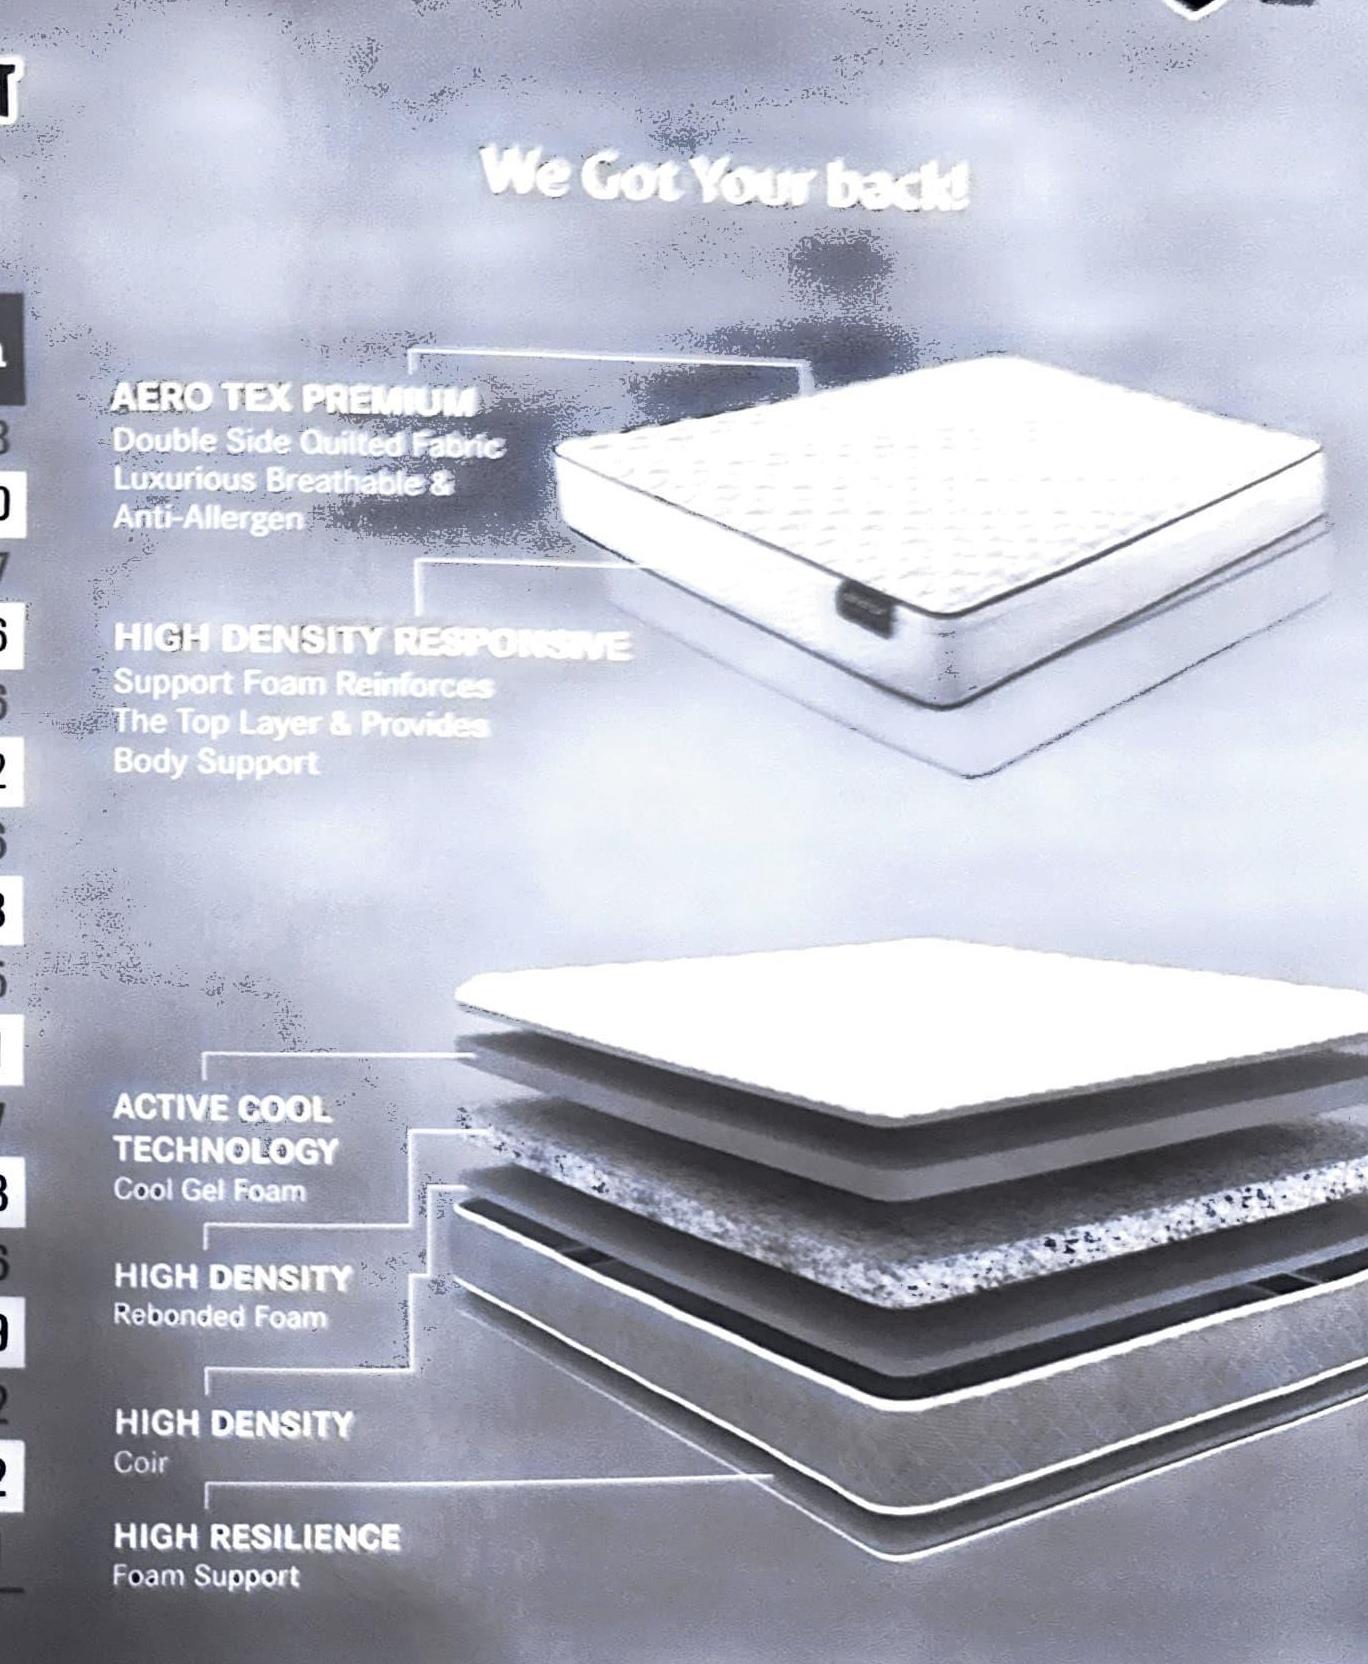 We Got Your back!
AERO TEX PREMIUM
Double Side Quilted Fabric
Luxurious Breathable &
Anti-Allergen
HIGH DENSITY RESPONSIVE
Support Foam Reinforces
The Top Layer & Provides
Body Support
ACTIVE COOL
TECHNOLOGY
Cool Gel Foam
HIGH DENSITY
Rebonded Foam
HIGH DENSITY
Coir
HIGH RESILIENCE
Foam Support